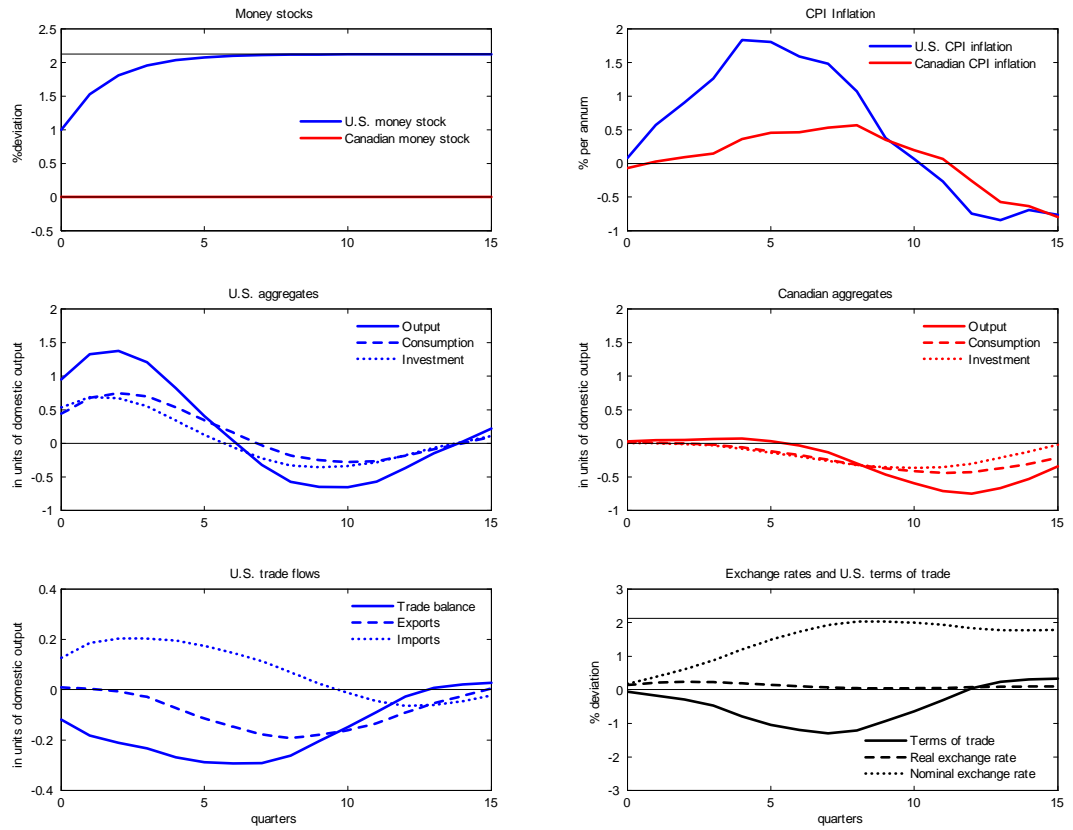 Money stocks
%deviation
2.5
2
1.5
1
0.5
0
-0.5
U.S. money stock
Canadian money stock
0 5 10 15
CPI Inflation
% per annum
2
1.5
1
0.5
0
-0.5
-1
U.S. CPI inflation
Canadian CPI inflation
0 5 10 15
U.S. aggregates
in units of domestic output
2
1.5
1
0.5
0
-0.5
-1
Output
Consumption
Investment
0 5 10 15
Canadian aggregates
in units of domestic output
2
1.5
1
0.5
0
-0.5
-1
Output
Consumption
Investment
0 5 10 15
U.S. trade flows
in units of domestic output
0.4
0.2
0
-0.2
-0.4
Trade balance
Exports
Imports
0 5 10 15
quarters
Exchange rates and U.S. terms of trade
% deviation
3
2
1
0
-1
-2
-3
Terms of trade
Real exchange rate
Nominal exchange rate
0 5 10 15
quarters